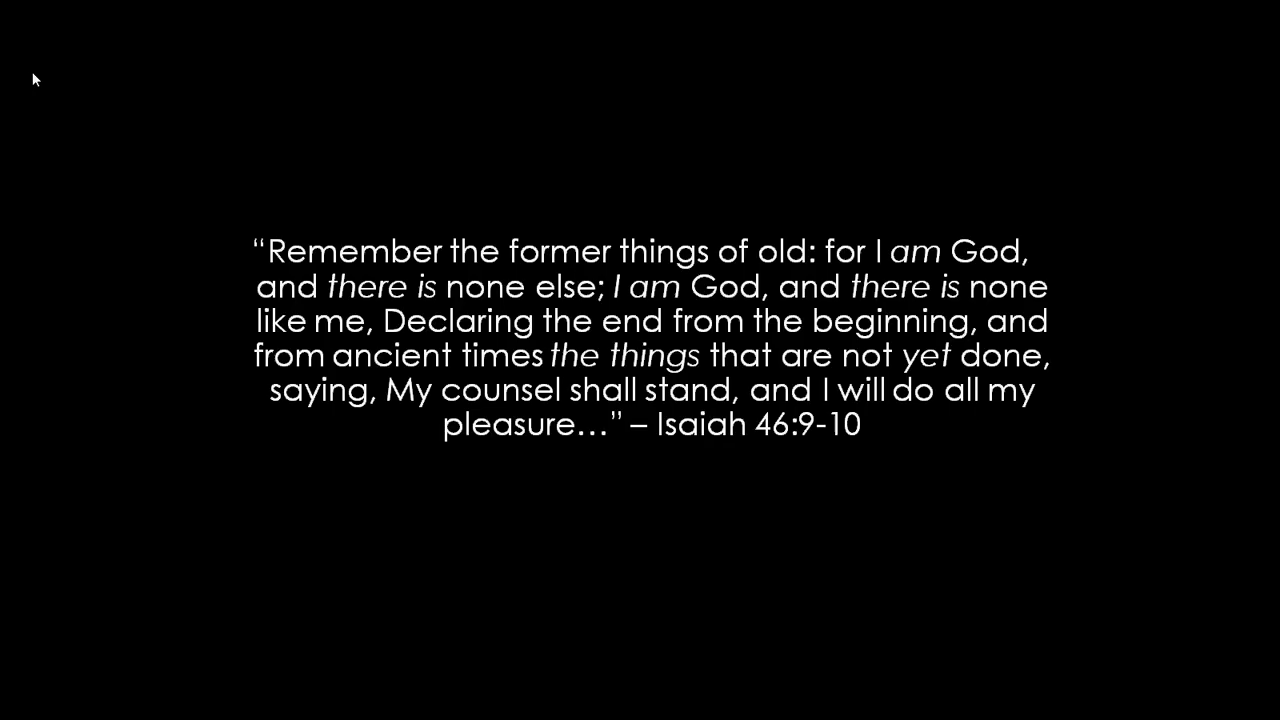 “Remember the former things of old: for I am God,
and there is none else; I am God, and there is none
like me, Declaring the end from the beginning, and
from ancient times the things that are not yet done,
saying, My counsel shall stand, and I will do all my
pleasure…” – Isaiah 46:9-10